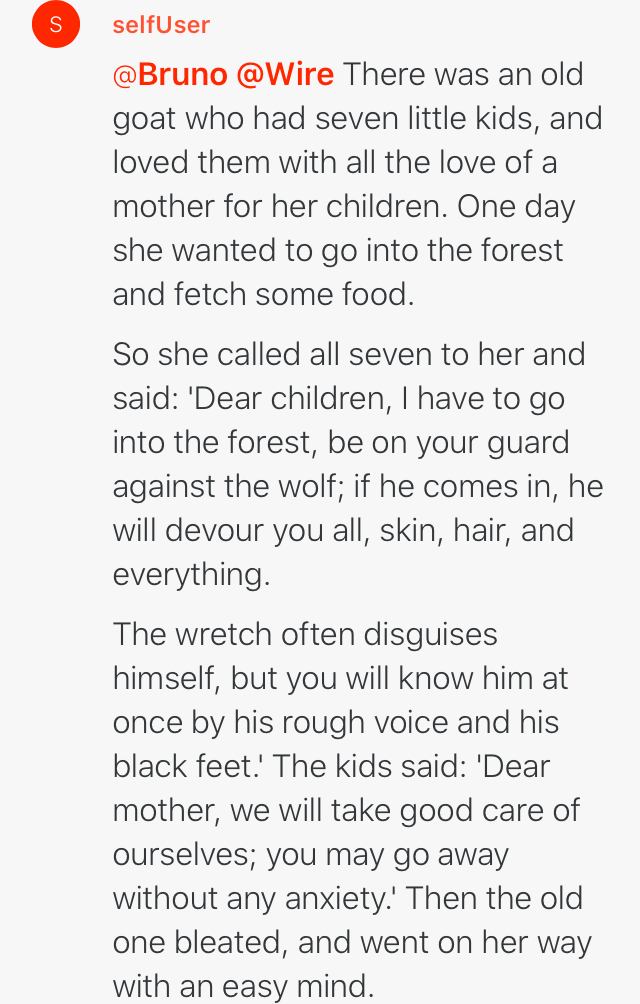 S
selfUser
@Bruno @Wire There was an old
goat who had seven little kids, and
loved them with all the love of a
mother for her children. One day
she wanted to go into the forest
and fetch some food.
So she called all seven to her and
said: 'Dear children, I have to go
into the forest, be on your guard
against the wolf; if he comes in, he
will devour you all, skin, hair, and
everything.
The wretch often disguises
himself, but you will know him at
once by his rough voice and his
black feet.' The kids said: 'Dear
mother, we will take good care of
ourselves; you may go away
without any anxiety.' Then the old
one bleated, and went on her way
with an easy mind.